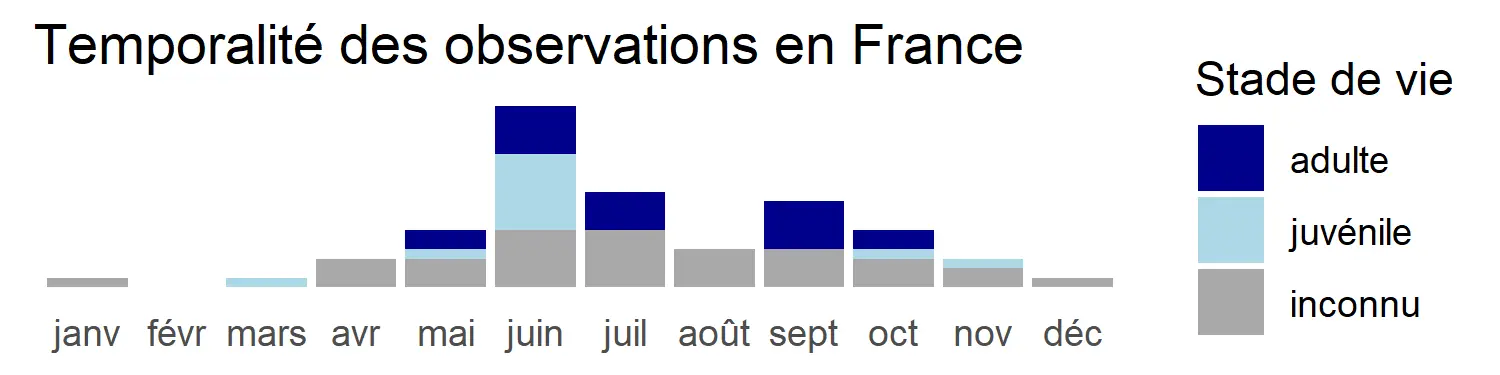 Temporalité des observations en France
Stade de vie
adulte
juvénile
inconnu
janv févr mars avr mai juin juil août sept oct nov déc